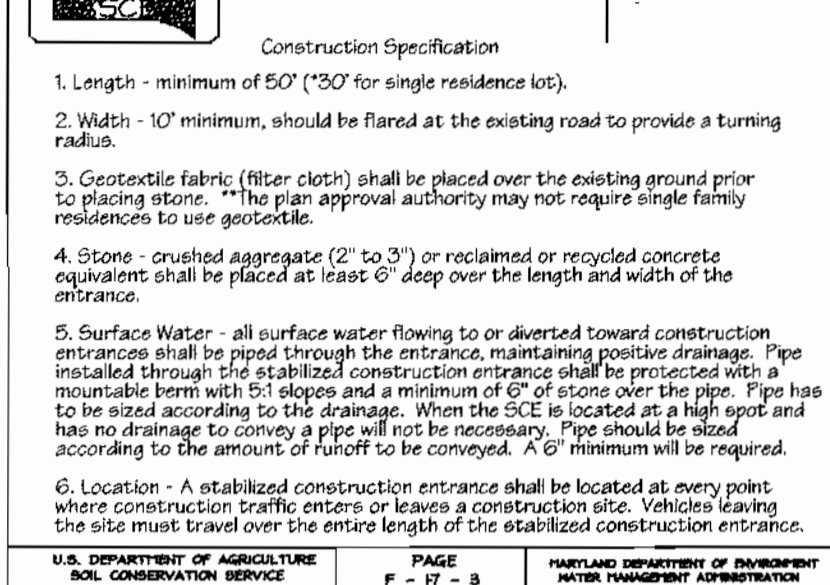 SCE
Construction Specification
1. Length - minimum of 50' (*30' for single residence lot).
2. Width - 10' minimum, should be flared at the existing road to provide a turning
radius.
3. Geotextile fabric (filter cloth) shall be placed over the existing ground prior
to placing stone. **The plan approval authority may not require single family
residences to use geotextile.
4. Stone - crushed aggregate (2" to 3") or reclaimed or recycled concrete
equivalent shall be placed at least 6" deep over the length and width of the
entrance.
5. Surface Water - all surface water flowing to or diverted toward construction
entrances shall be piped through the entrance, maintaining positive drainage. Pipe
installed through the stabilized construction entrance shall be protected with a
mountable berm with 5:1 slopes and a minimum of 6" of stone over the pipe. Pipe has
to be sized according to the drainage. When the SCE is located at a high spot and
has no drainage to convey a pipe will not be necessary. Pipe should be sized
according to the amount of runoff to be conveyed. A 6" minimum will be required.
6. Location - A stabilized construction entrance shall be located at every point
where construction traffic enters or leaves a construction site. Vehicles leaving
the site must travel over the entire length of the stabilized construction entrance.
U.S. DEPARTMENT OF AGRICULTURE
SOIL CONSERVATION SERVICE
PAGE
F - 17 - 3
MARYLAND DEPARTMENT OF ENVIRONMENT
WATER MANAGEMENT ADMINISTRATION